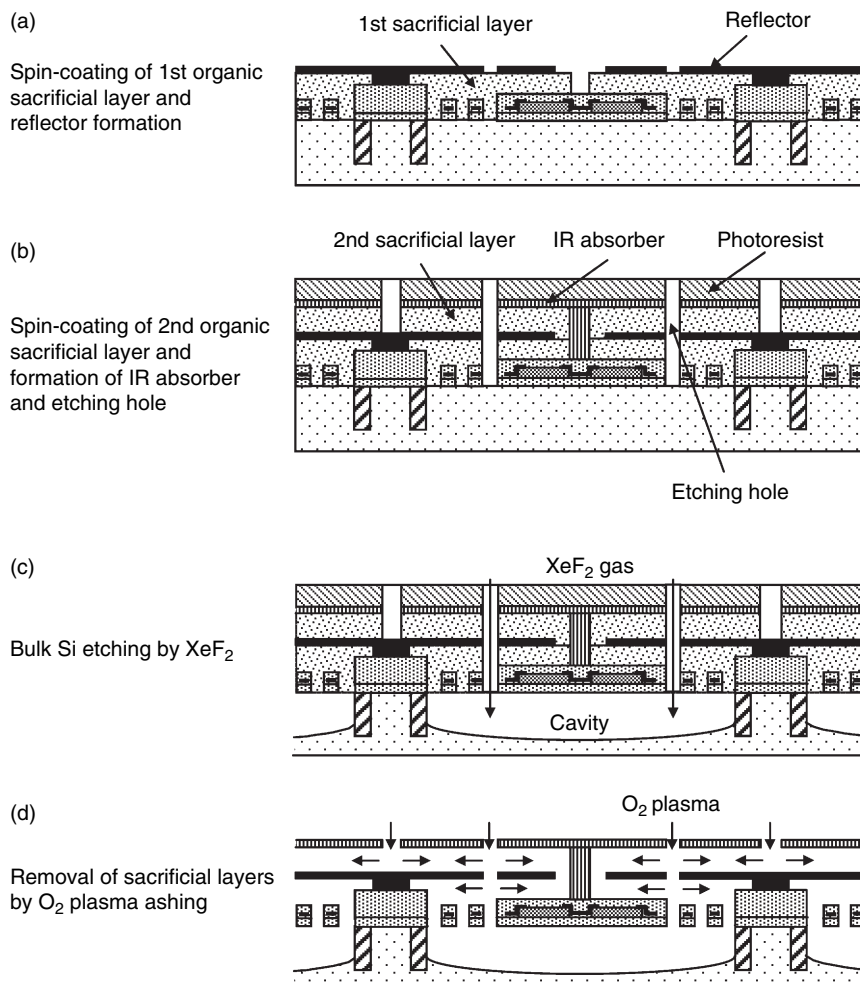 (a)
1st sacrificial layer
Reflector
Spin-coating of 1st organic
sacrificial layer and
reflector formation
(b)
2nd sacrificial layer
IR absorber
Photoresist
Spin-coating of 2nd organic
sacrificial layer and
formation of IR absorber
and etching hole
Etching hole
(c)
XeF₂ gas
Bulk Si etching by XeF₂
Cavity
(d)
O₂ plasma
Removal of sacrificial layers
by O₂ plasma ashing